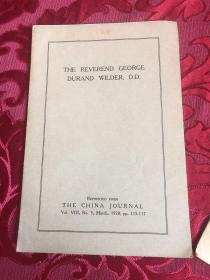 THE REVEREND GEORGE
DURAND WILDER, D.D.
Reprinted from
THE CHINA JOURNAL
Vol. VIII, No. 3, March, 1928, pp. 115-117